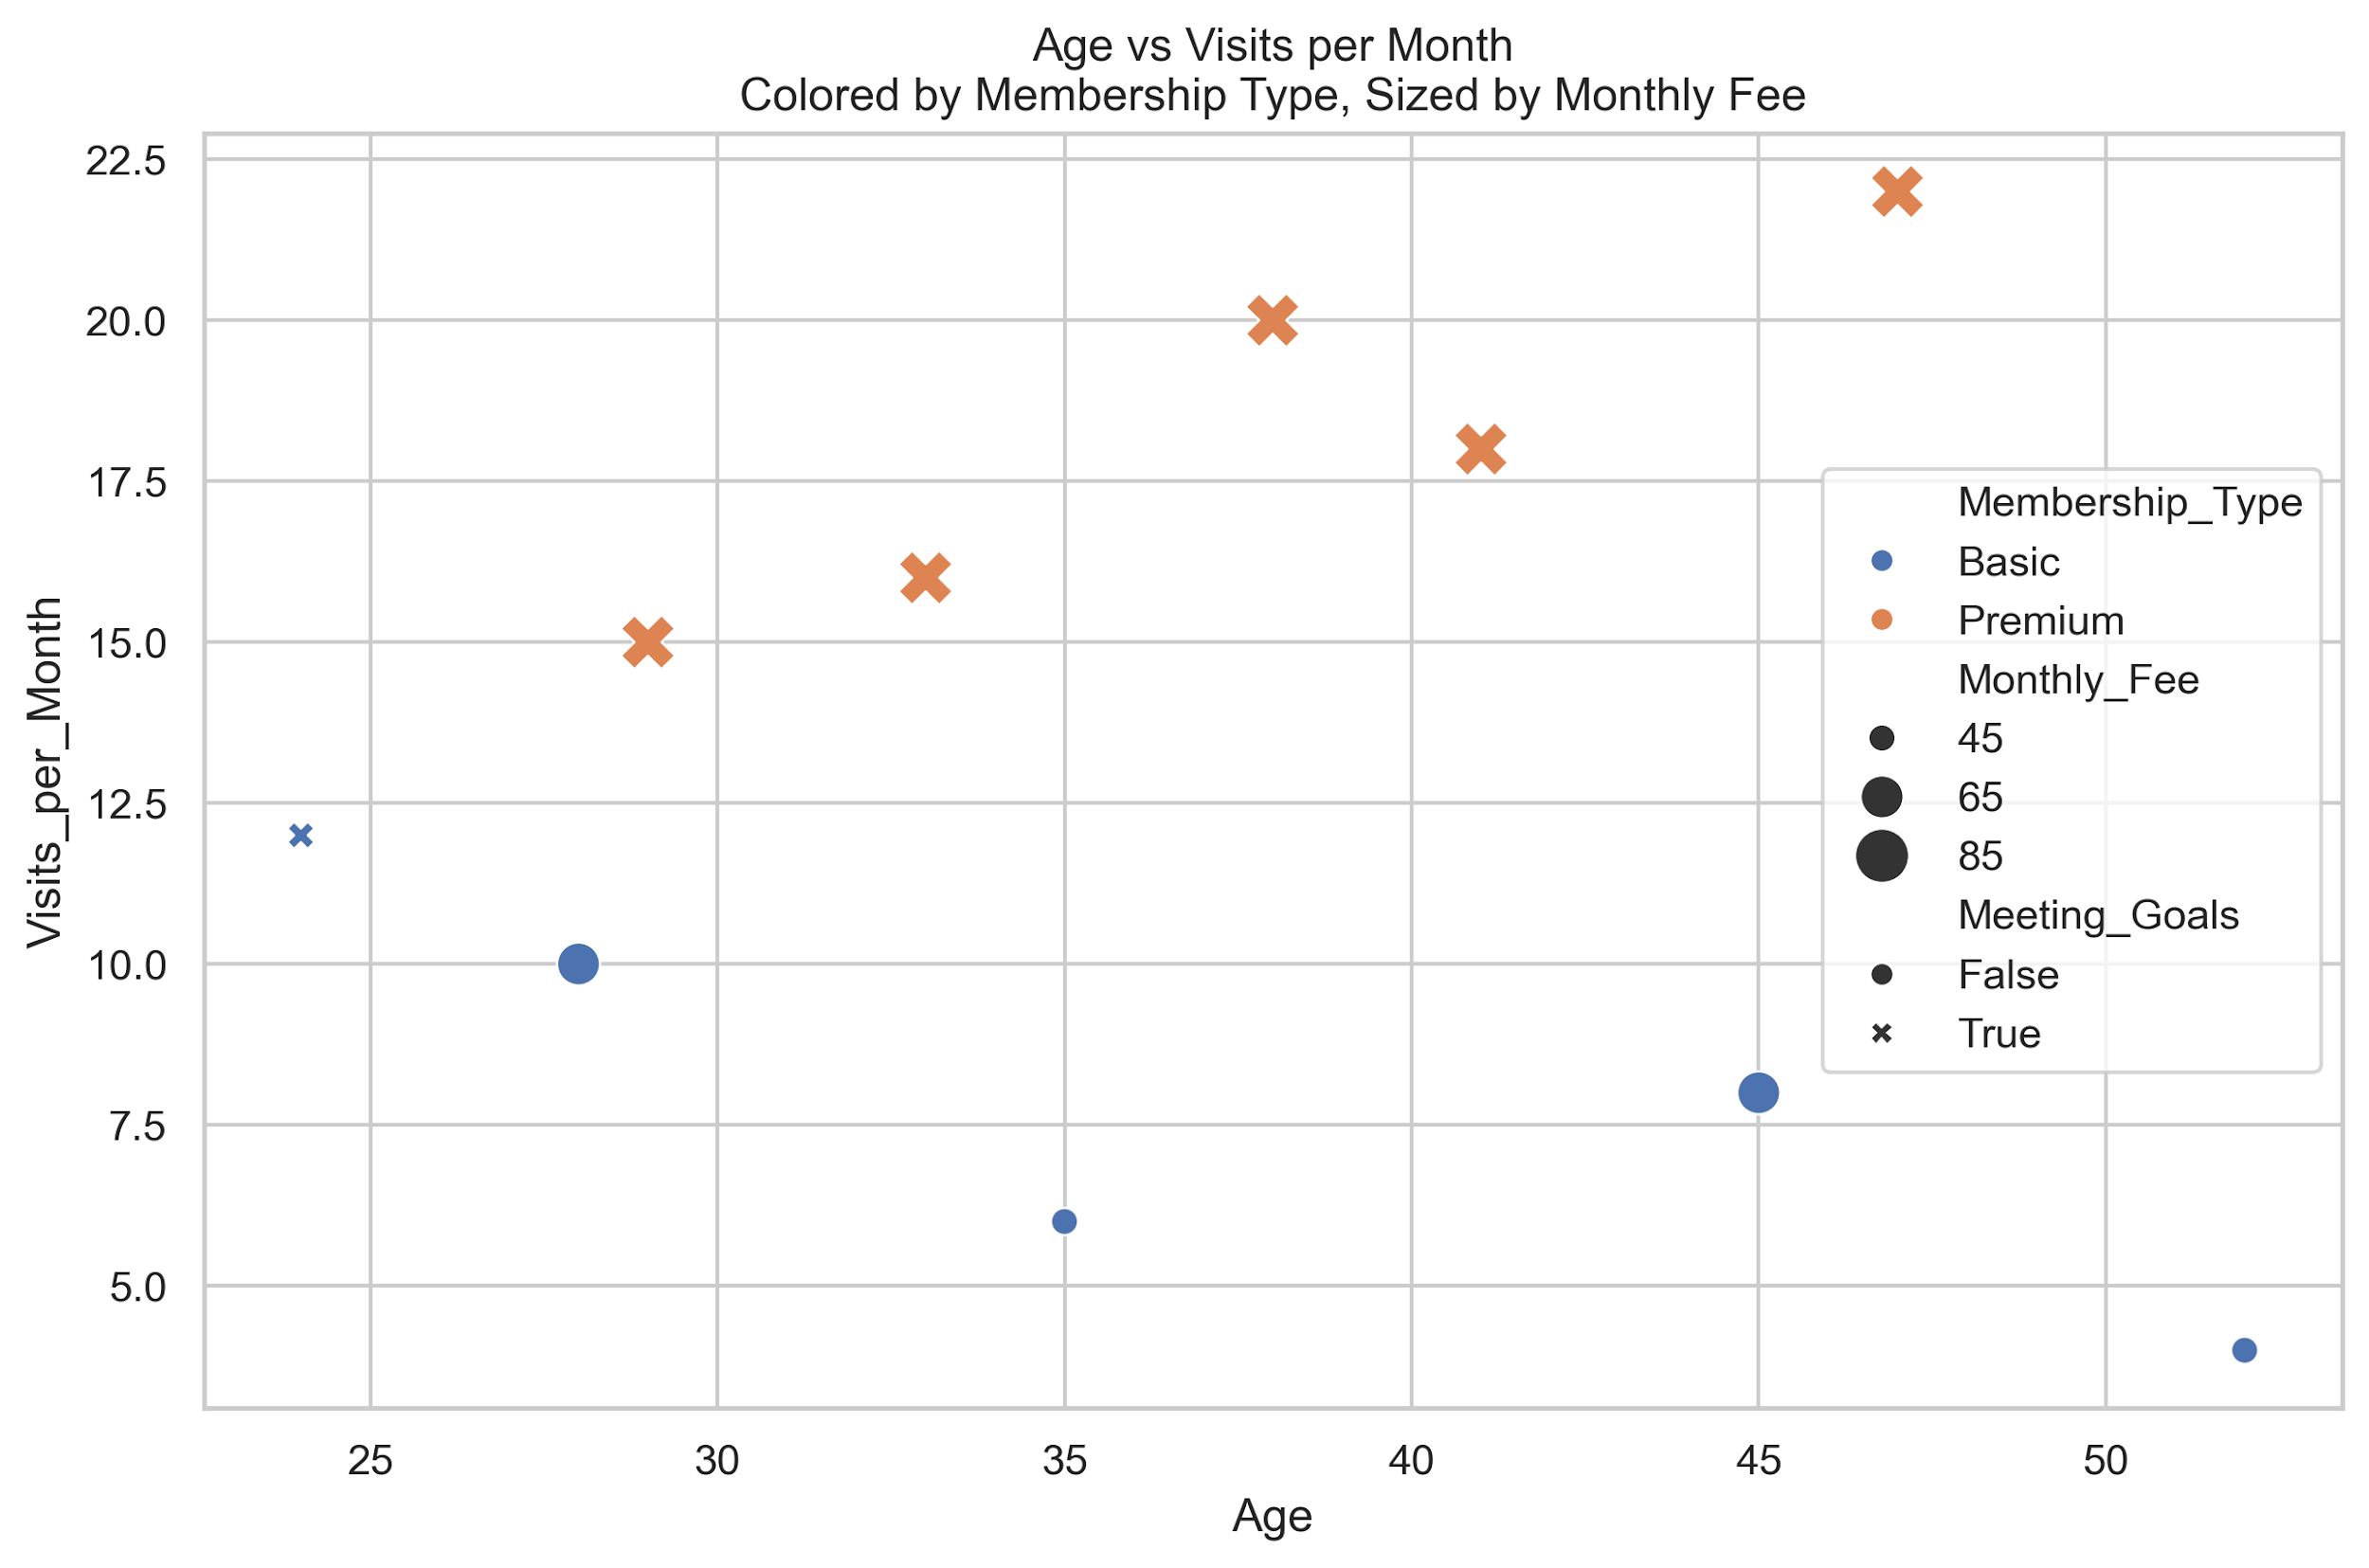 Age vs Visits per Month
Colored by Membership Type, Sized by Monthly Fee
Visits_per_Month
22.5
20.0
17.5
15.0
12.5
10.0
7.5
5.0
Membership_Type
Basic
Premium
Monthly_Fee
45
65
85
Meeting_Goals
False
True
25
30
35
40
45
50
Age